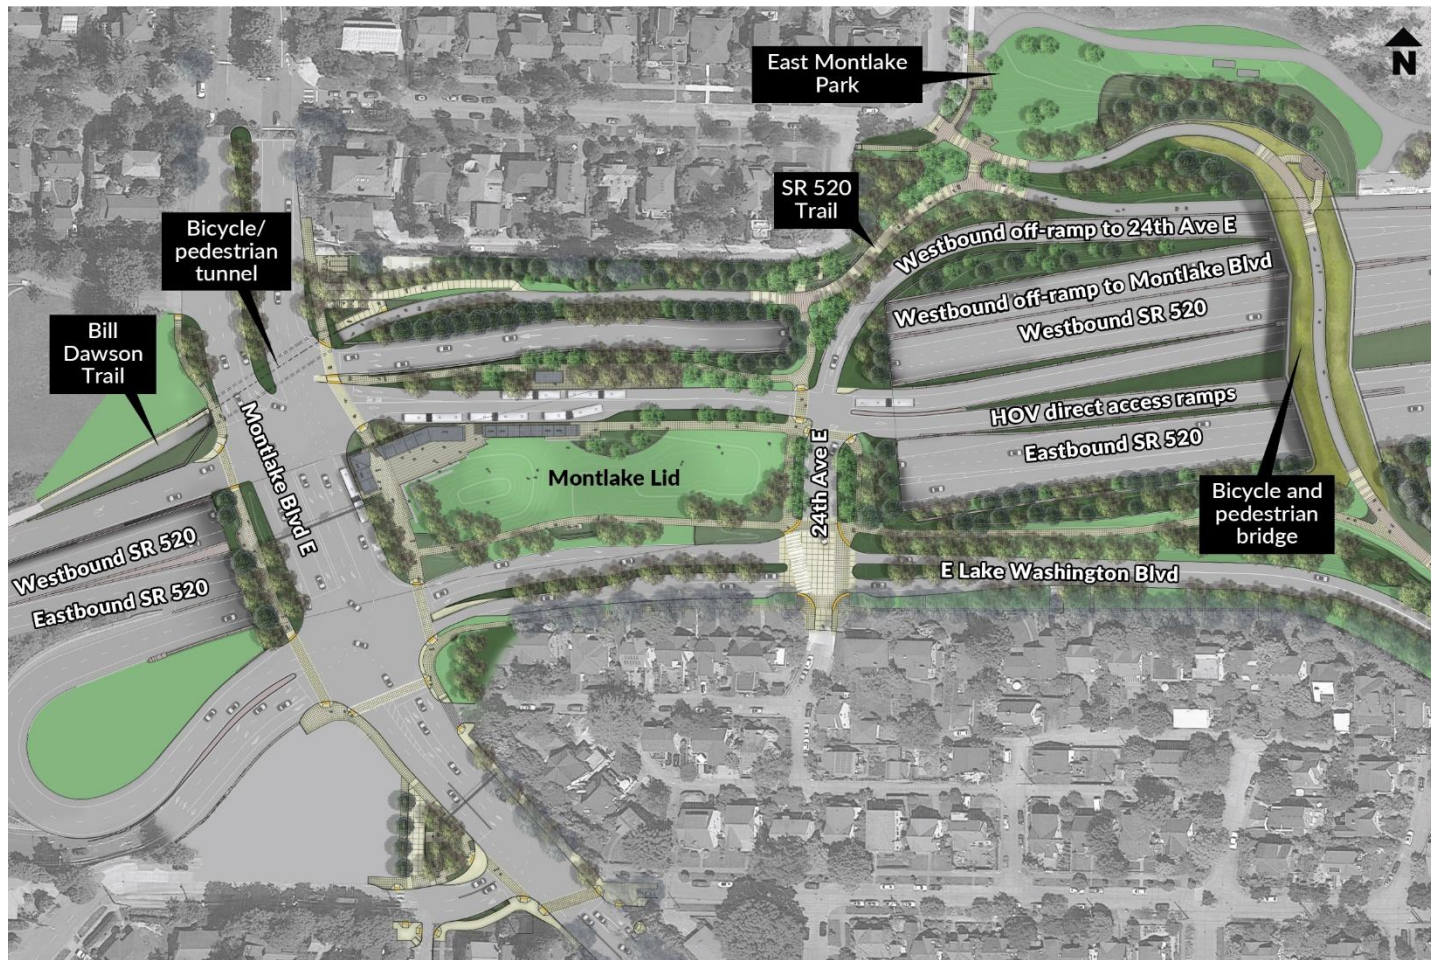 N
East Montlake
Park
SR 520
Trail
Bicycle/
pedestrian
tunnel
Westbound off-ramp to 24th Ave E
Westbound off-ramp to Montlake Blvd
Westbound SR 520
Bill
Dawson
Trail
HOV direct access ramps
Eastbound SR 520
Montlake Blvd E
24th Ave E
Montlake Lid
Bicycle and
pedestrian
bridge
Westbound SR 520
Eastbound SR 520
E Lake Washington Blvd